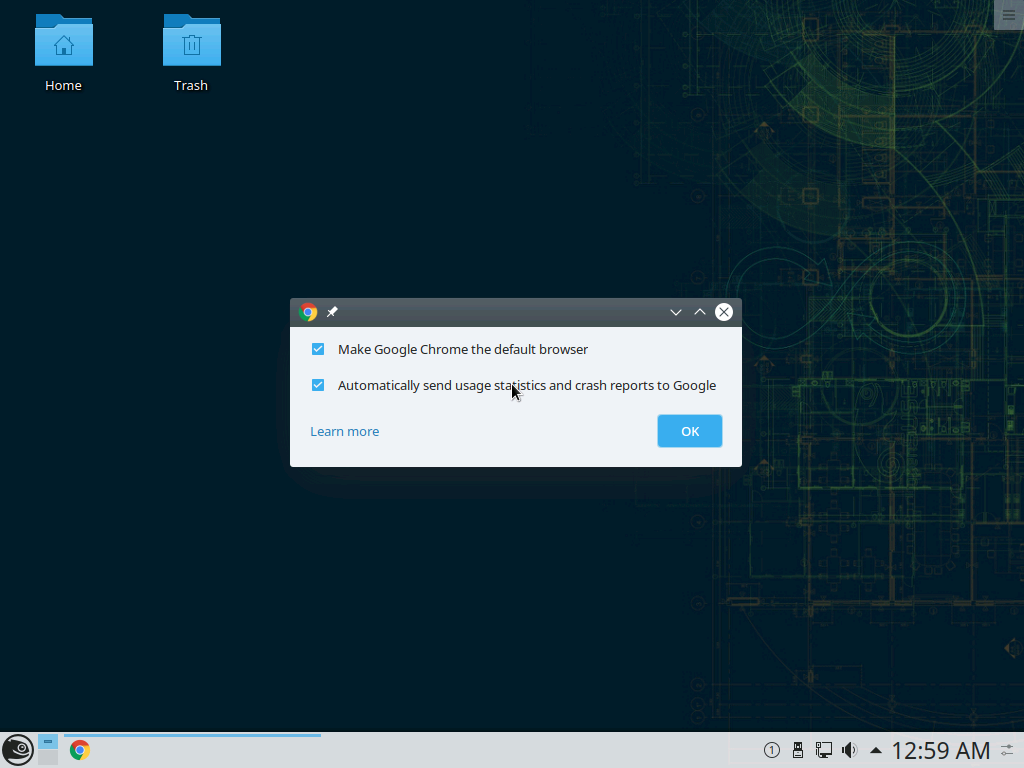 Home
Trash
Make Google Chrome the default browser
Automatically send usage statistics and crash reports to Google
Learn more
OK
1
12:59 AM